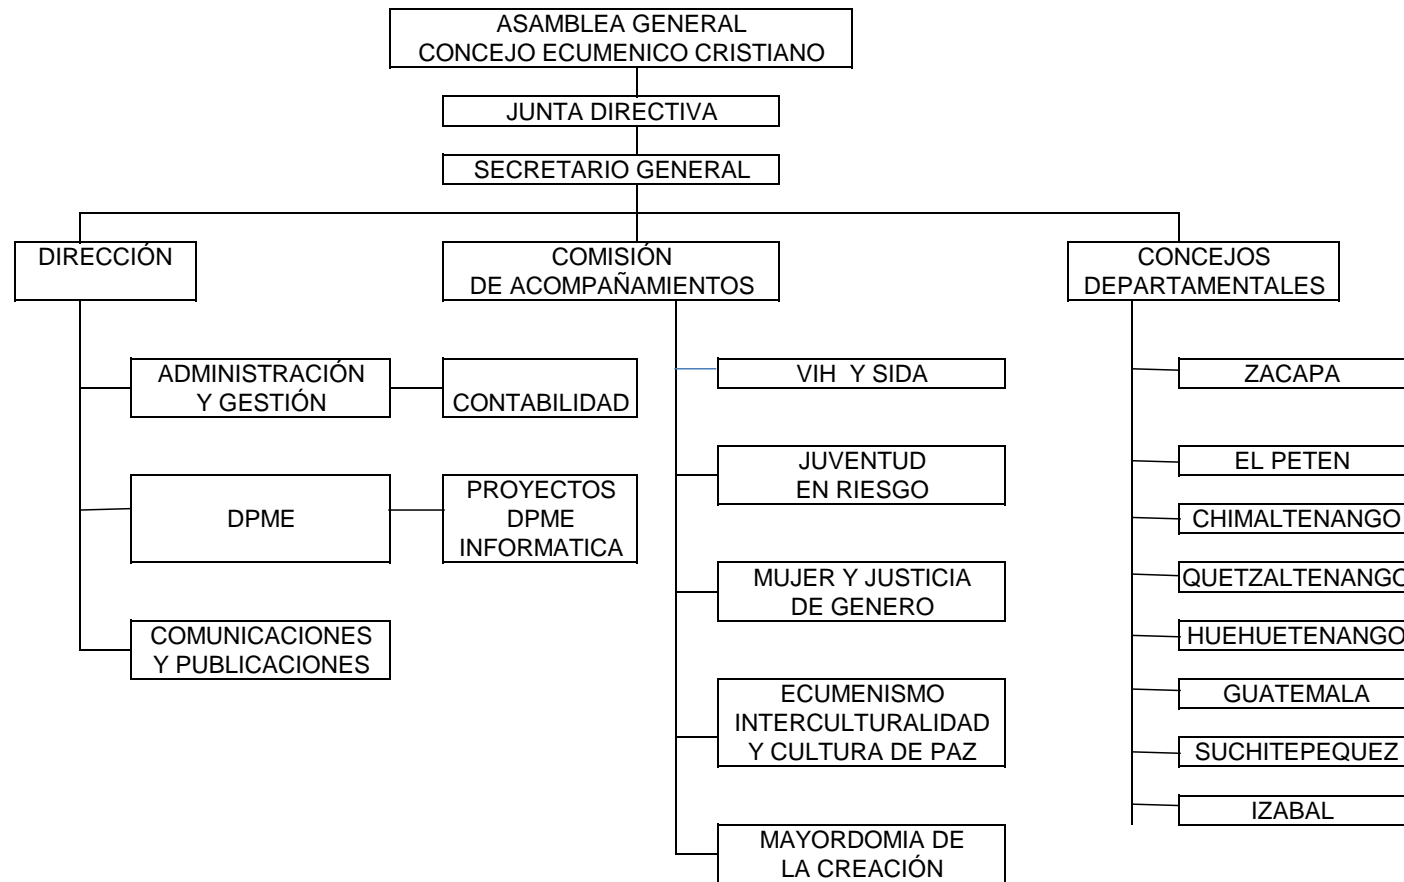 ASAMBLEA GENERAL
CONCEJO ECUMENICO CRISTIANO
JUNTA DIRECTIVA
SECRETARIO GENERAL
DIRECCIÓN
COMISIÓN
DE ACOMPAÑAMIENTOS
CONCEJOS
DEPARTAMENTALES
ADMINISTRACIÓN
Y GESTIÓN
CONTABILIDAD
DPME
PROYECTOS
DPME
INFORMATICA
COMUNICACIONES
Y PUBLICACIONES
VIH Y SIDA
JUVENTUD
EN RIESGO
MUJER Y JUSTICIA
DE GENERO
ECUMENISMO
INTERCULTURALIDAD
Y CULTURA DE PAZ
MAYORDOMIA DE
LA CREACIÓN
ZACAPA
EL PETEN
CHIMALTENANGO
QUETZALTENANGO
HUEHUETENANGO
GUATEMALA
SUCHITEPEQUEZ
IZABAL